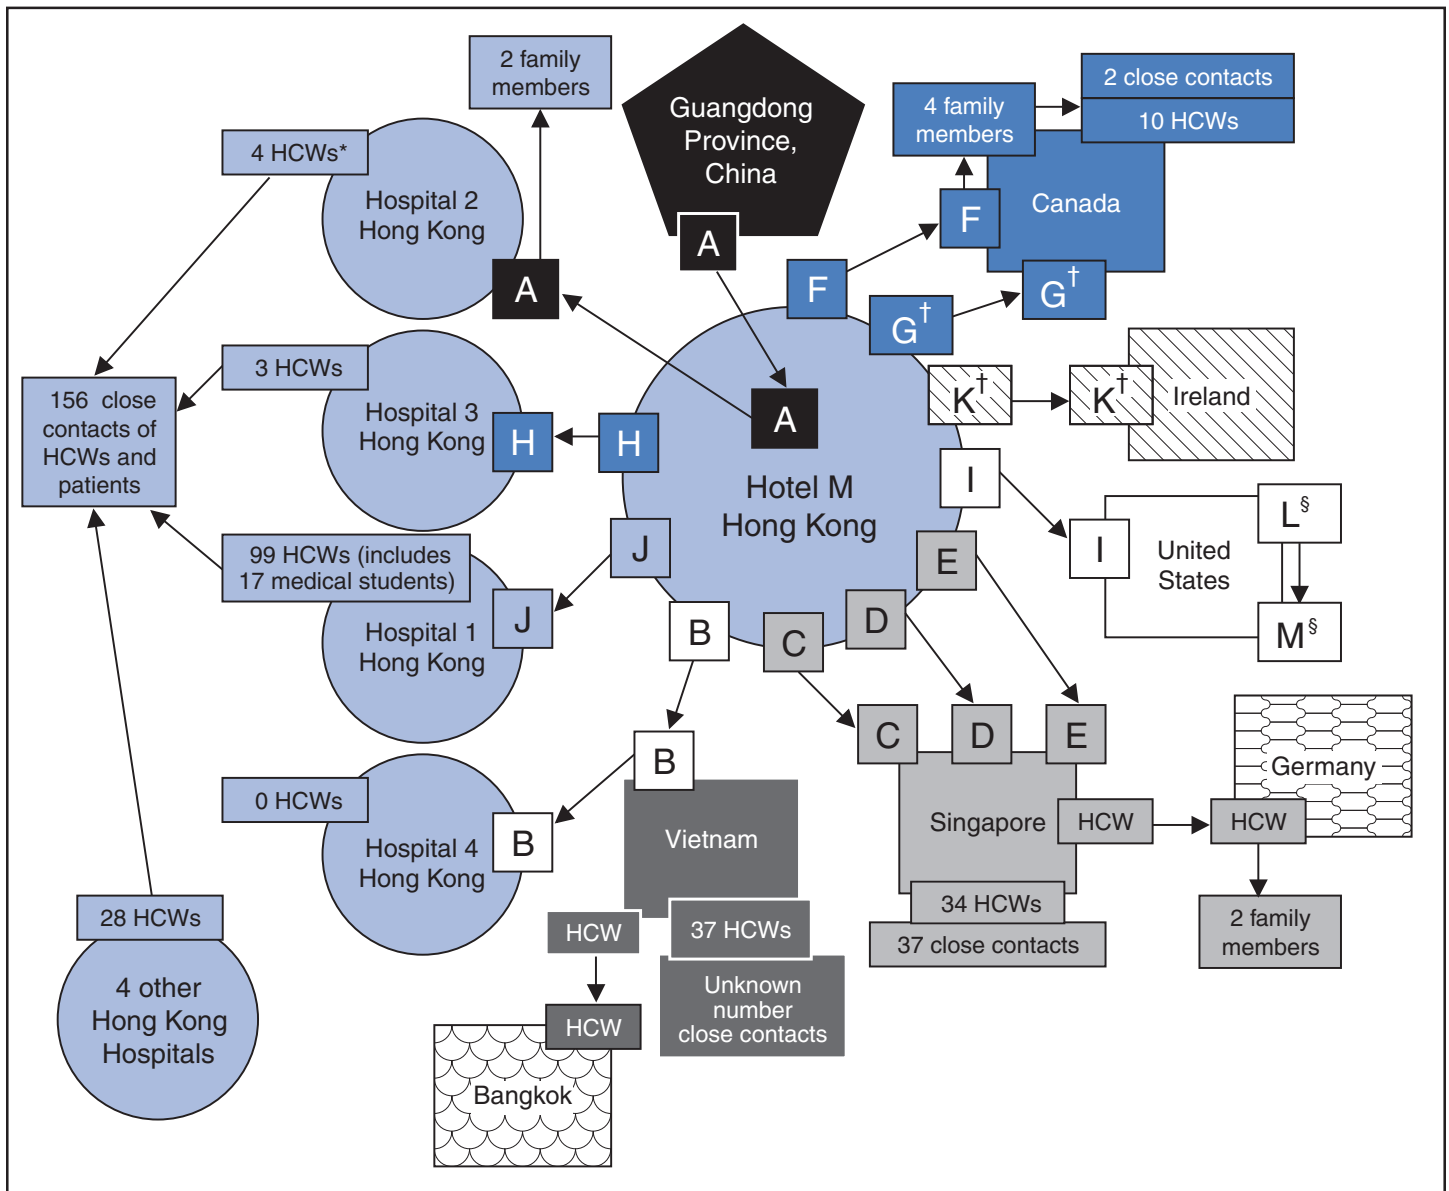 2 family
members
Guangdong
Province,
China
A
4 family
members
2 close contacts
10 HCWs
Canada
F
G†
4 HCWs*
Hospital 2
Hong Kong
A
F
G†
K†
K†
Ireland
3 HCWs
Hospital 3
Hong Kong
H
H
A
Hotel M
Hong Kong
156 close
contacts of
HCWs and
patients
I
I
United
States
L§
M§
99 HCWs (includes
17 medical students)
Hospital 1
Hong Kong
J
J
B
C
D
E
C
D
E
B
Vietnam
Singapore
HCW
HCW
Germany
0 HCWs
Hospital 4
Hong Kong
B
34 HCWs
37 close contacts
2 family
members
28 HCWs
4 other
Hong Kong
Hospitals
HCW
37 HCWs
Unknown
number
close contacts
HCW
Bangkok